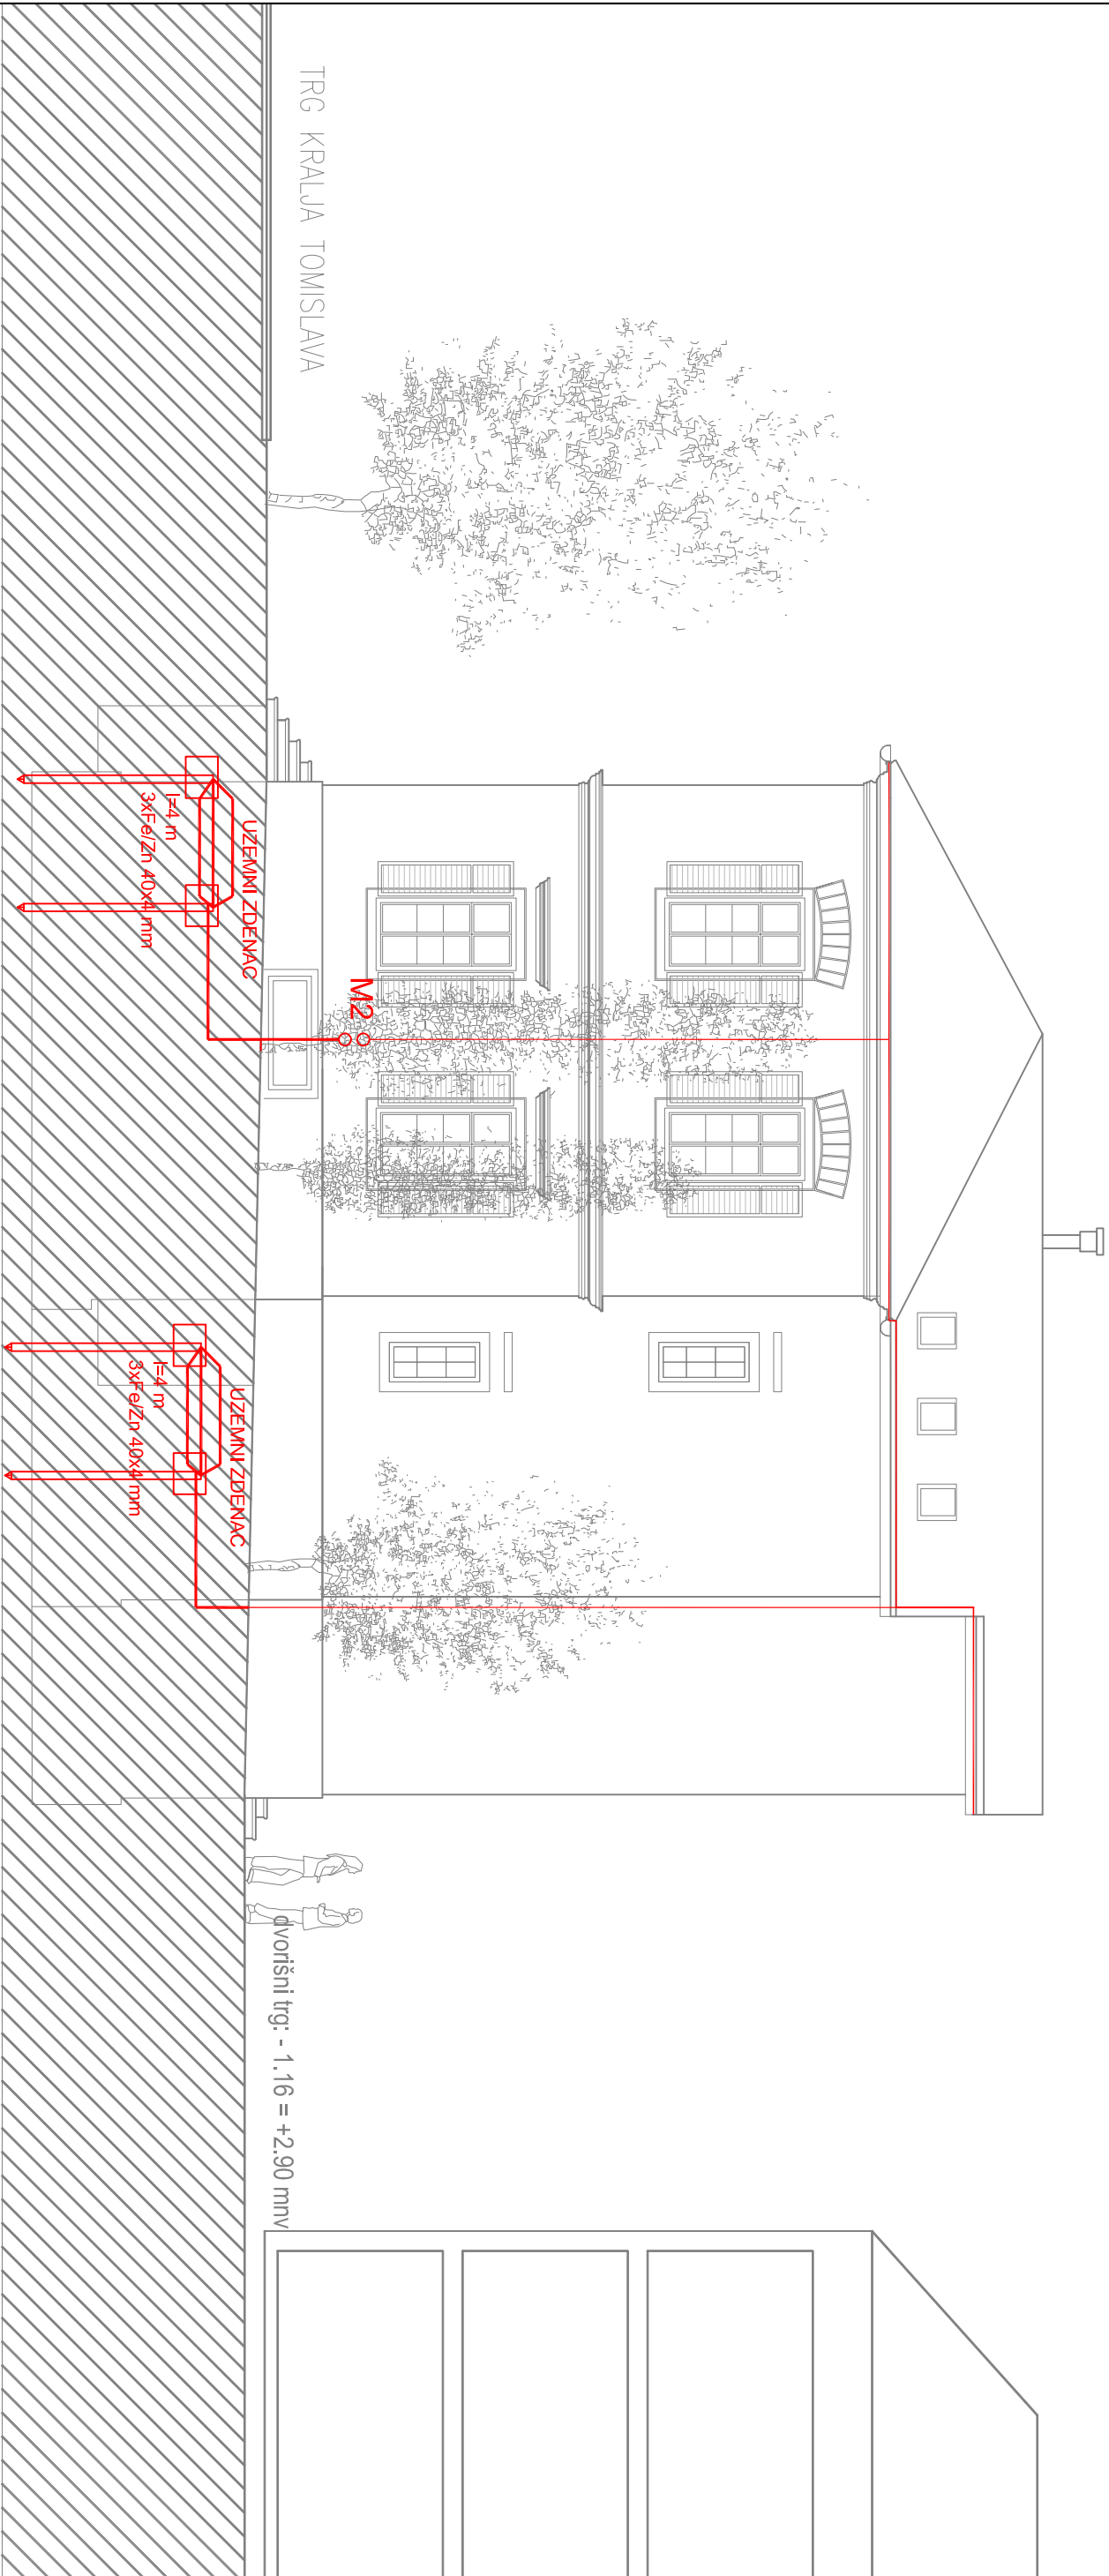 TRG KRALJA TOMISLAVA
M2
UZEMNI ZDENAC
l=4 m
3xFe/Zn 40x4 mm
UZEMNI ZDENAC
l=4 m
3xFe/Zn 40x4 mm
dvorišni trg: - 1.16 = +2.90 mnv